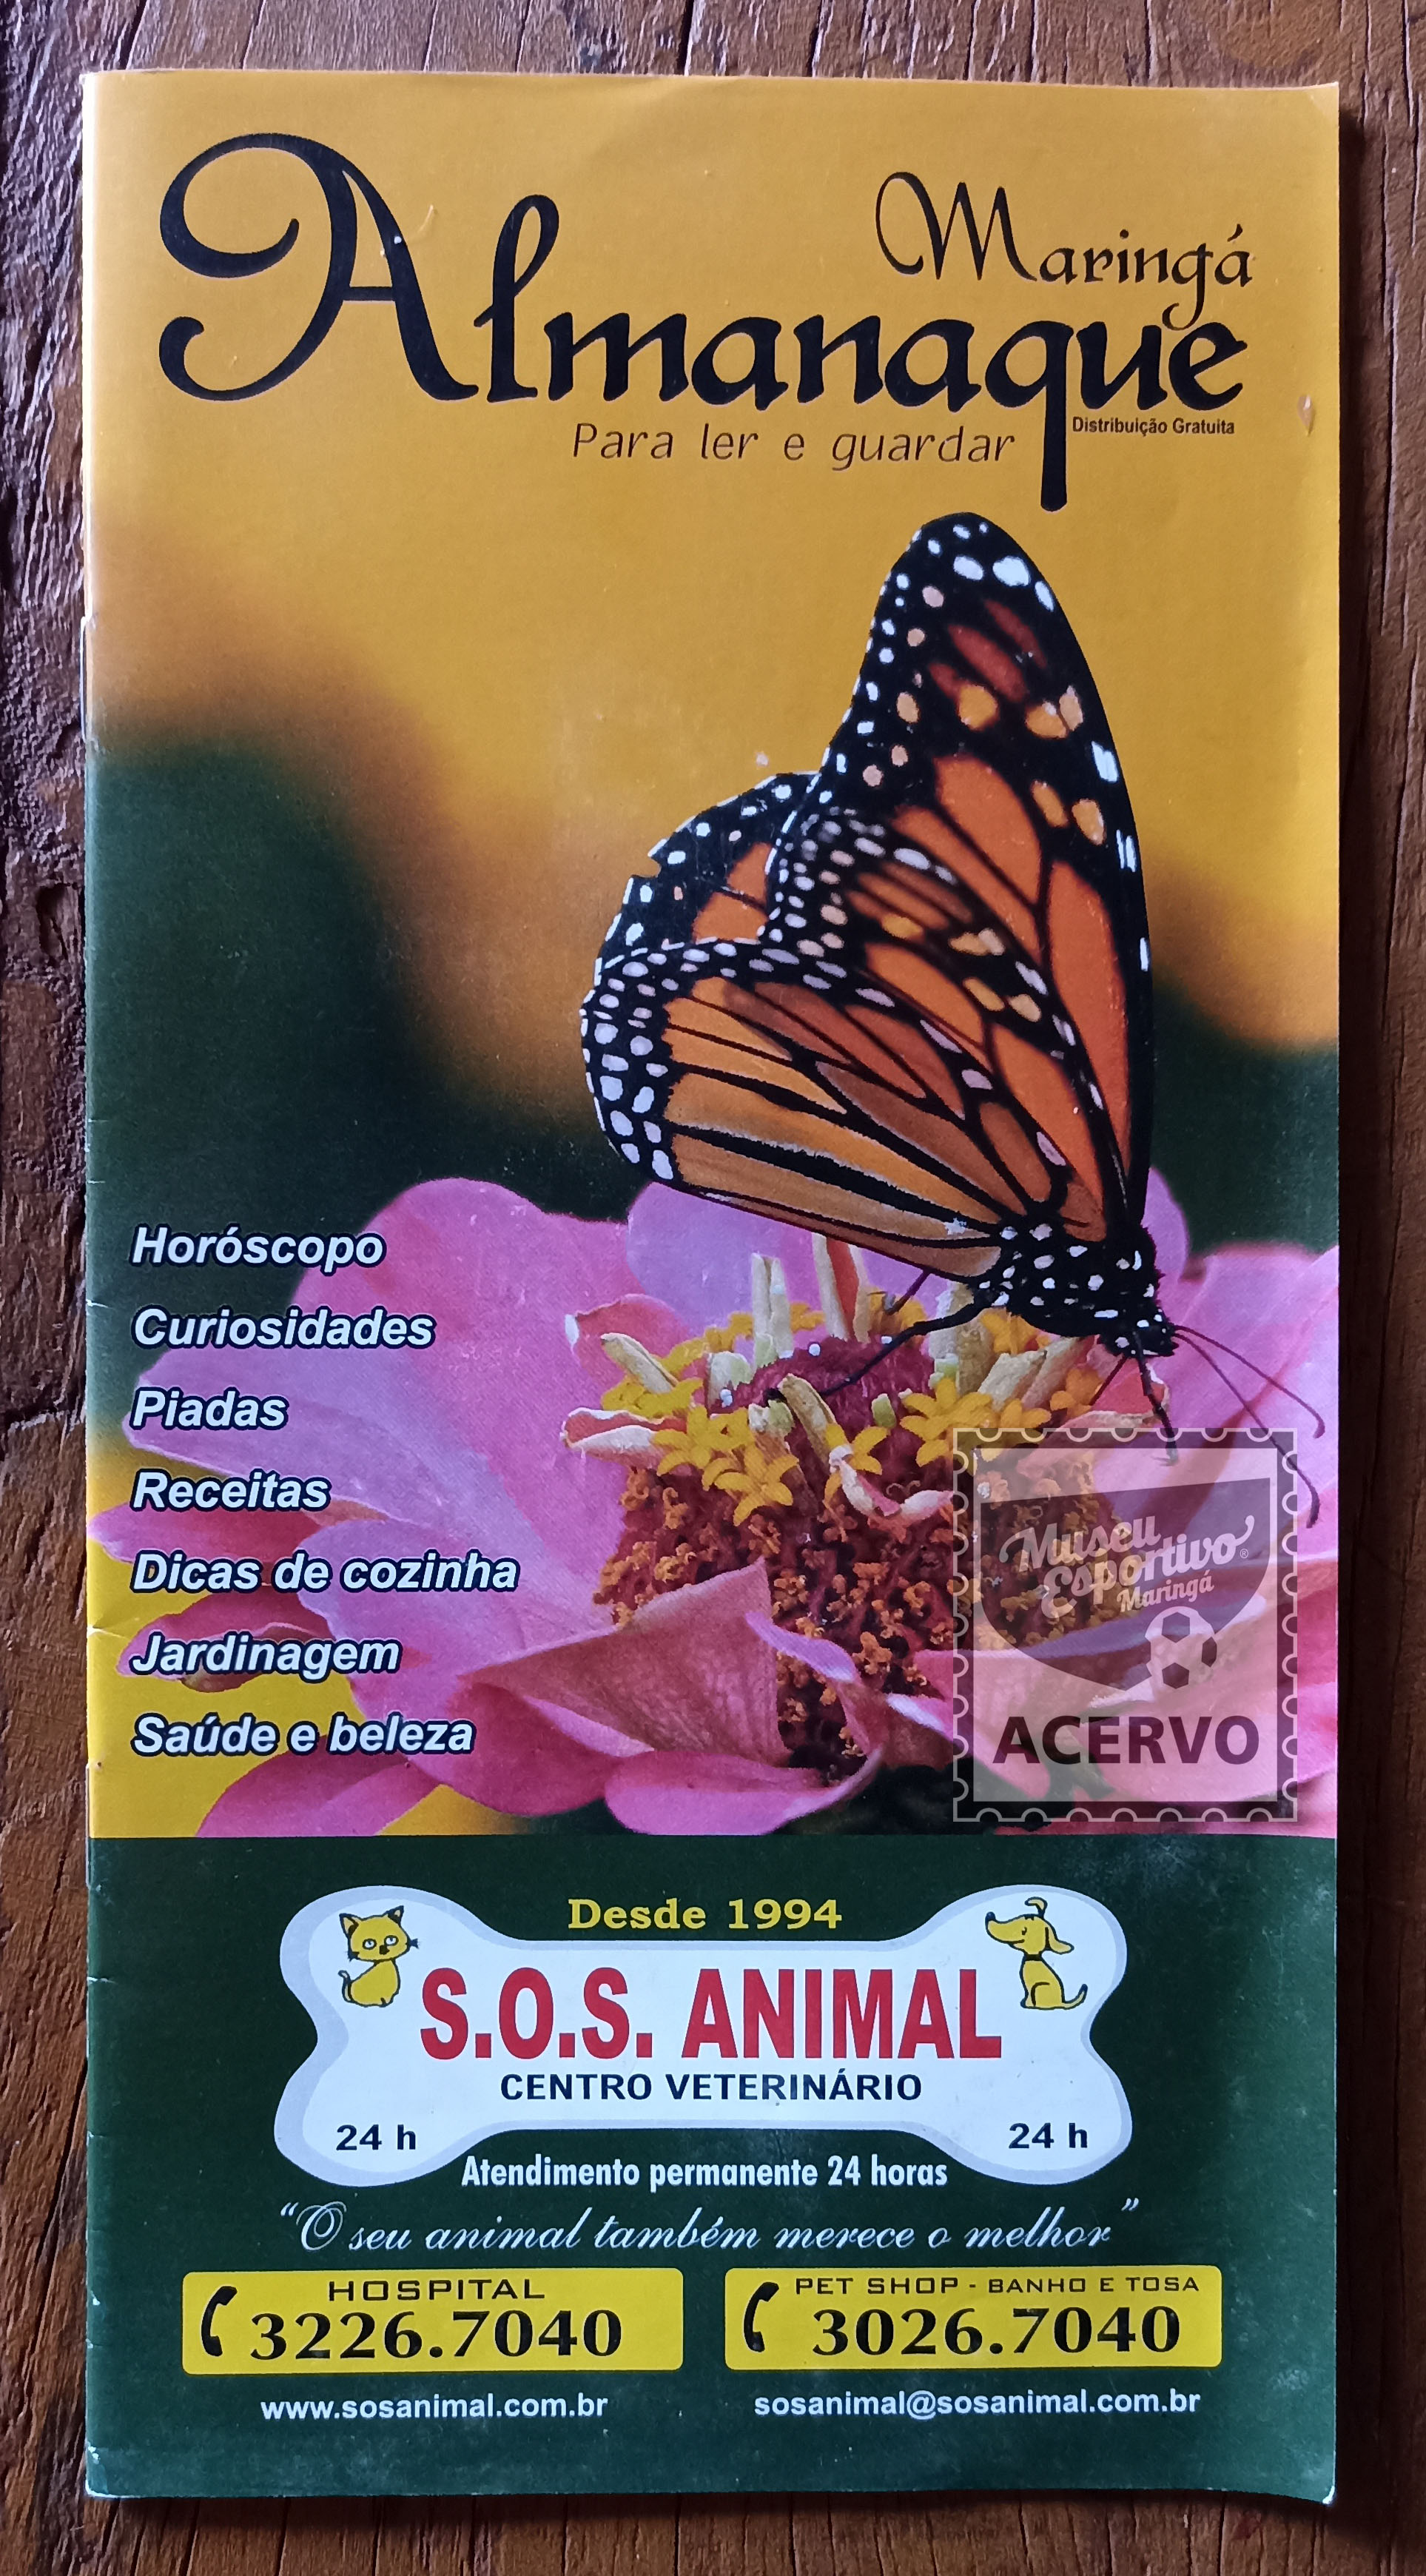 Maringá
Almanaque
Distribuição Gratuita
Para ler e guardar
Horóscopo
Curiosidades
Piadas
Receitas
Dicas de cozinha
Jardinagem
Saúde e beleza
Museu
Esportivo®
Maringá
ACERVO
Desde 1994
S.O.S. ANIMAL
CENTRO VETERINÁRIO
24 h 24 h
Atendimento permanente 24 horas
"O seu animal também merece o melhor"
HOSPITAL
3226.7040
PET SHOP - BANHO E TOSA
3026.7040
www.sosanimal.com.br
sosanimal@sosanimal.com.br